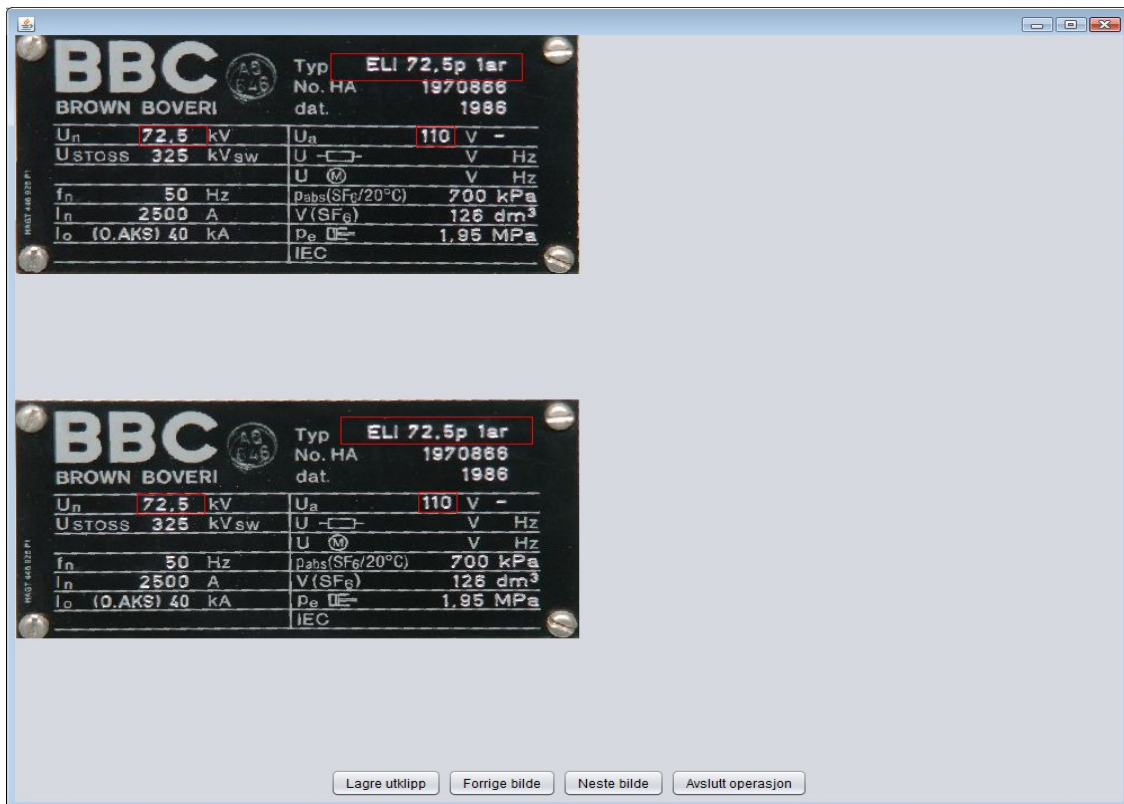 BBC
BROWN BOVERI
Typ ELI 72,5p 1ar
No. HA 1970866
dat. 1986
Un 72,5 kV Ua 110 V -
USTOSS 325 kVsw U V Hz
U M V Hz
fn 50 Hz pabs(SF6/20°C) 700 kPa
In 2500 A V(SF6) 126 dm³
Io (0.AKS) 40 kA pe 1,95 MPa
IEC
BBC
BROWN BOVERI
Typ ELI 72,5p 1ar
No. HA 1970866
dat. 1986
Un 72,5 kV Ua 110 V -
USTOSS 325 kVsw U V Hz
U M V Hz
fn 50 Hz pabs(SF6/20°C) 700 kPa
In 2500 A V(SF6) 126 dm³
Io (0.AKS) 40 kA pe 1,95 MPa
IEC
Lagre utklipp Forrige bilde Neste bilde Avslutt operasjon